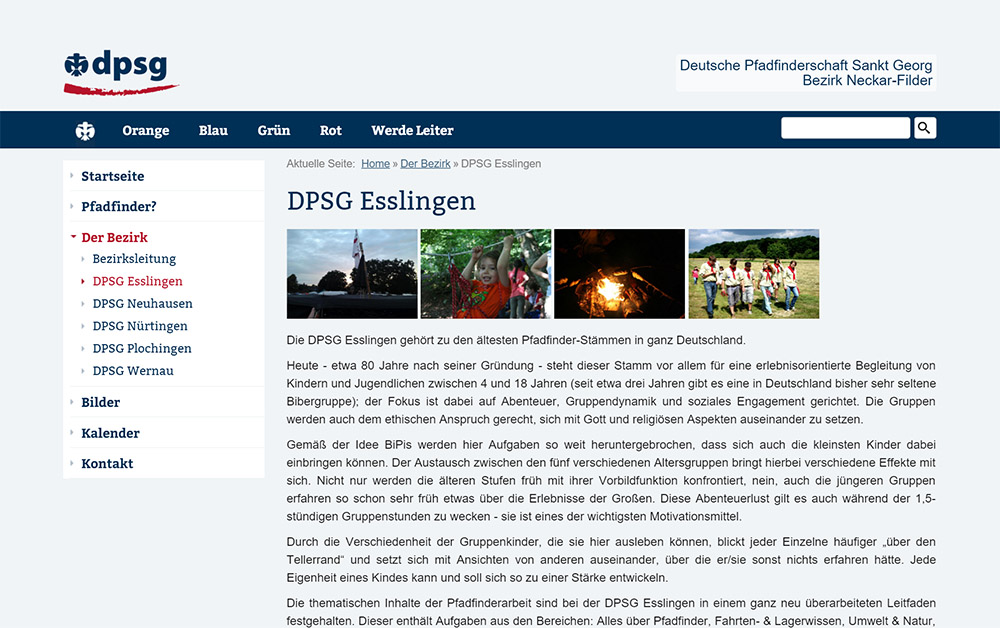 dpsg
Deutsche Pfadfinderschaft Sankt Georg
Bezirk Neckar-Filder
Orange Blau Grün Rot Werde Leiter
Startseite
Pfadfinder?
Der Bezirk
Bezirksleitung
DPSG Esslingen
DPSG Neuhausen
DPSG Nürtingen
DPSG Plochingen
DPSG Wernau
Bilder
Kalender
Kontakt
Aktuelle Seite: Home » Der Bezirk » DPSG Esslingen
DPSG Esslingen
Die DPSG Esslingen gehört zu den ältesten Pfadfinder-Stämmen in ganz Deutschland.
Heute - etwa 80 Jahre nach seiner Gründung - steht dieser Stamm vor allem für eine erlebnisorientierte Begleitung von
Kindern und Jugendlichen zwischen 4 und 18 Jahren (seit etwa drei Jahren gibt es eine in Deutschland bisher sehr seltene
Bibergruppe); der Fokus ist dabei auf Abenteuer, Gruppendynamik und soziales Engagement gerichtet. Die Gruppen
werden auch dem ethischen Anspruch gerecht, sich mit Gott und religiösen Aspekten auseinander zu setzen.
Gemäß der Idee BiPis werden hier Aufgaben so weit heruntergebrochen, dass sich auch die kleinsten Kinder dabei
einbringen können. Der Austausch zwischen den fünf verschiedenen Altersgruppen bringt hierbei verschiedene Effekte mit
sich. Nicht nur werden die älteren Stufen früh mit ihrer Vorbildfunktion konfrontiert, nein, auch die jüngeren Gruppen
erfahren so schon sehr früh etwas über die Erlebnisse der Großen. Diese Abenteuerlust gilt es auch während der 1,5-
stündigen Gruppenstunden zu wecken - sie ist eines der wichtigsten Motivationsmittel.
Durch die Verschiedenheit der Gruppenkinder, die sie hier ausleben können, blickt jeder Einzelne häufiger „über den
Tellerrand“ und setzt sich mit Ansichten von anderen auseinander, über die er/sie sonst nichts erfahren hätte. Jede
Eigenheit eines Kindes kann und soll sich so zu einer Stärke entwickeln.
Die thematischen Inhalte der Pfadfinderarbeit sind bei der DPSG Esslingen in einem ganz neu überarbeiteten Leitfaden
festgehalten. Dieser enthält Aufgaben aus den Bereichen: Alles über Pfadfinder, Fahrten- & Lagerwissen, Umwelt & Natur,